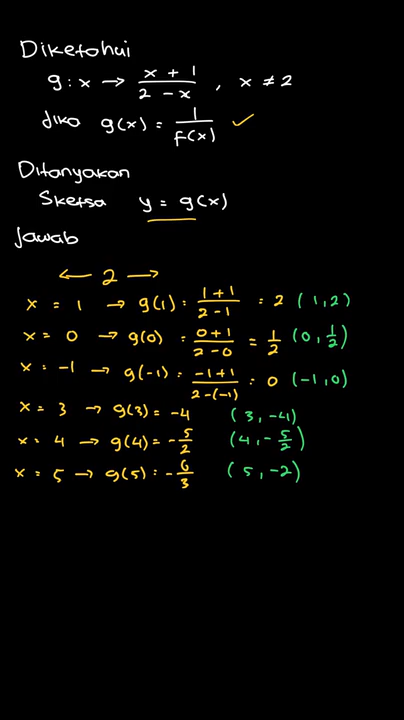 Diketahui
g : x → x + 1 / 2 - x , x ≠ 2
Jika g(x) = 1 / f(x) ✓
Ditanyakan
Sketsa y = g(x)
Jawab
← 2 →
x = 1 → g(1) = 1+1 / 2-1 = 2 (1,2)
x = 0 → g(0) = 0+1 / 2-0 = 1/2 (0, 1/2)
x = -1 → g(-1) = -1+1 / 2-(-1) = 0 (-1,0)
x = 3 → g(3) = -4 (3, -4)
x = 4 → g(4) = -5/2 (4, -5/2)
x = 5 → g(5) = -6/3 (5, -2)